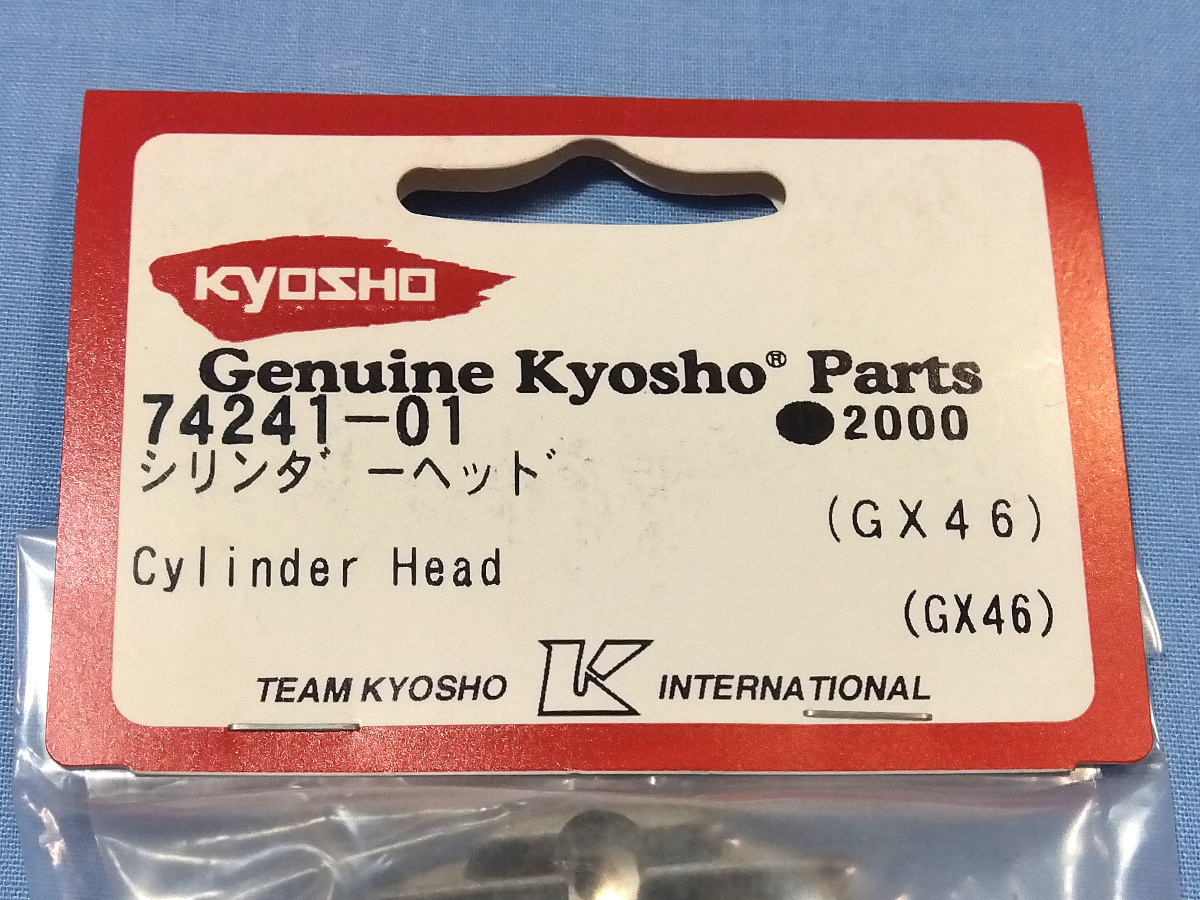 KYOSHO
Genuine Kyosho® Parts
74241-01 ●2000
シリンダーヘッド
(GX46)
Cylinder Head
(GX46)
TEAM KYOSHO K INTERNATIONAL